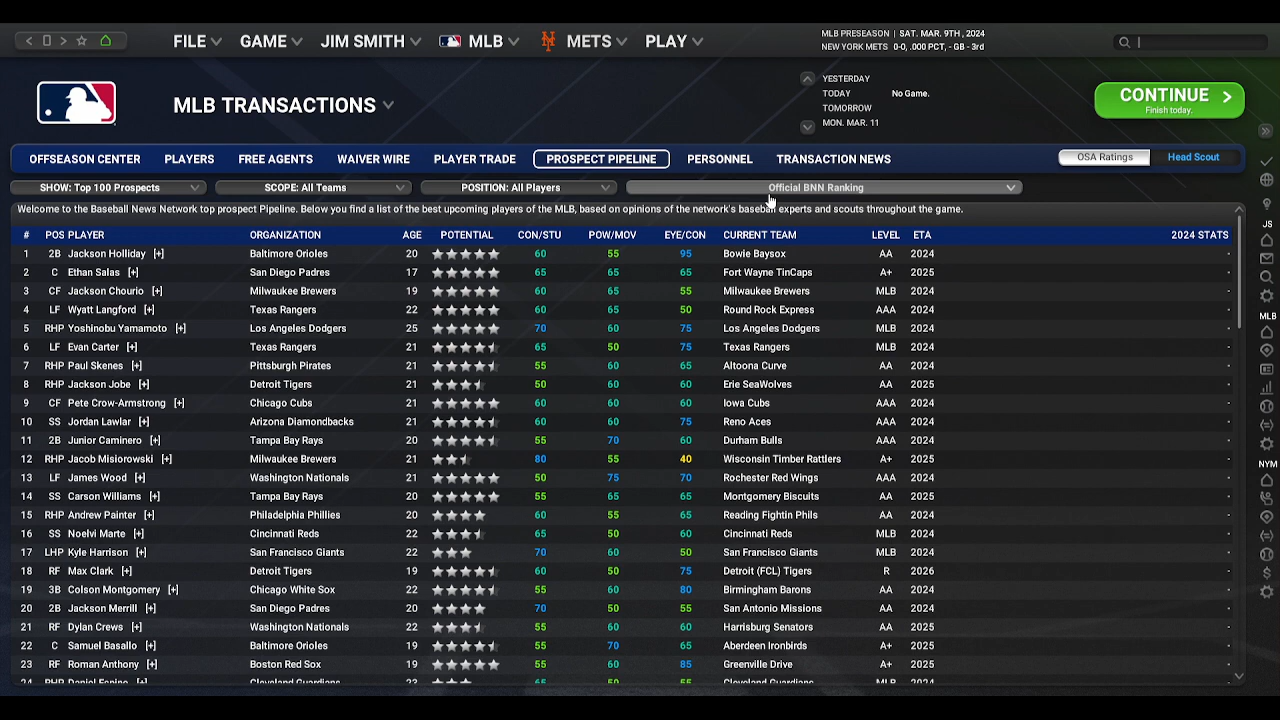 FILE GAME JIM SMITH MLB METS PLAY
MLB PRESEASON | SAT. MAR. 9TH , 2024
NEW YORK METS 0-0, .000 PCT, - GB - 3rd
MLB TRANSACTIONS
YESTERDAY
TODAY No Game.
TOMORROW
MON. MAR. 11
CONTINUE
Finish today.
OFFSEASON CENTER PLAYERS FREE AGENTS WAIVER WIRE PLAYER TRADE PROSPECT PIPELINE PERSONNEL TRANSACTION NEWS OSA Ratings Head Scout
SHOW: Top 100 Prospects SCOPE: All Teams POSITION: All Players Official BNN Ranking
Welcome to the Baseball News Network top prospect Pipeline. Below you find a list of the best upcoming players of the MLB, based on opinions of the network's baseball experts and scouts throughout the game.
# POS PLAYER ORGANIZATION AGE POTENTIAL CON/STU POW/MOV EYE/CON CURRENT TEAM LEVEL ETA 2024 STATS
1 2B Jackson Holliday [+] Baltimore Orioles 20 60 55 95 Bowie Baysox AA 2024 -
2 C Ethan Salas [+] San Diego Padres 17 65 65 65 Fort Wayne TinCaps A+ 2025 -
3 CF Jackson Chourio [+] Milwaukee Brewers 19 60 65 55 Milwaukee Brewers MLB 2024 -
4 LF Wyatt Langford [+] Texas Rangers 22 60 65 50 Round Rock Express AAA 2024 -
5 RHP Yoshinobu Yamamoto [+] Los Angeles Dodgers 25 70 60 75 Los Angeles Dodgers MLB 2024 -
6 LF Evan Carter [+] Texas Rangers 21 65 50 75 Texas Rangers MLB 2024 -
7 RHP Paul Skenes [+] Pittsburgh Pirates 21 55 60 65 Altoona Curve AA 2024 -
8 RHP Jackson Jobe [+] Detroit Tigers 21 50 60 60 Erie SeaWolves AA 2025 -
9 CF Pete Crow-Armstrong [+] Chicago Cubs 21 60 60 60 Iowa Cubs AAA 2024 -
10 SS Jordan Lawlar [+] Arizona Diamondbacks 21 60 60 75 Reno Aces AAA 2024 -
11 2B Junior Caminero [+] Tampa Bay Rays 20 55 70 60 Durham Bulls AAA 2024 -
12 RHP Jacob Misiorowski [+] Milwaukee Brewers 21 80 55 40 Wisconsin Timber Rattlers A+ 2025 -
13 LF James Wood [+] Washington Nationals 21 50 75 70 Rochester Red Wings AAA 2024 -
14 SS Carson Williams [+] Tampa Bay Rays 20 55 65 65 Montgomery Biscuits AA 2025 -
15 RHP Andrew Painter [+] Philadelphia Phillies 20 60 55 65 Reading Fightin Phils AA 2024 -
16 SS Noelvi Marte [+] Cincinnati Reds 22 65 50 60 Cincinnati Reds MLB 2024 -
17 LHP Kyle Harrison [+] San Francisco Giants 22 70 60 50 San Francisco Giants MLB 2024 -
18 RF Max Clark [+] Detroit Tigers 19 60 50 75 Detroit (FCL) Tigers R 2026 -
19 3B Colson Montgomery [+] Chicago White Sox 22 55 60 80 Birmingham Barons AA 2024 -
20 2B Jackson Merrill [+] San Diego Padres 20 70 50 55 San Antonio Missions AA 2024 -
21 RF Dylan Crews [+] Washington Nationals 22 55 60 60 Harrisburg Senators AA 2024 -
22 C Samuel Basallo [+] Baltimore Orioles 19 55 70 65 Aberdeen Ironbirds A+ 2025 -
23 RF Roman Anthony [+] Boston Red Sox 19 55 60 85 Greenville Drive A+ 2025 -
24 RHP Daniel Espino [+] Cleveland Guardians 23 65 50 55 Cleveland Guardians MLB 2024
JS
MLB
NYM